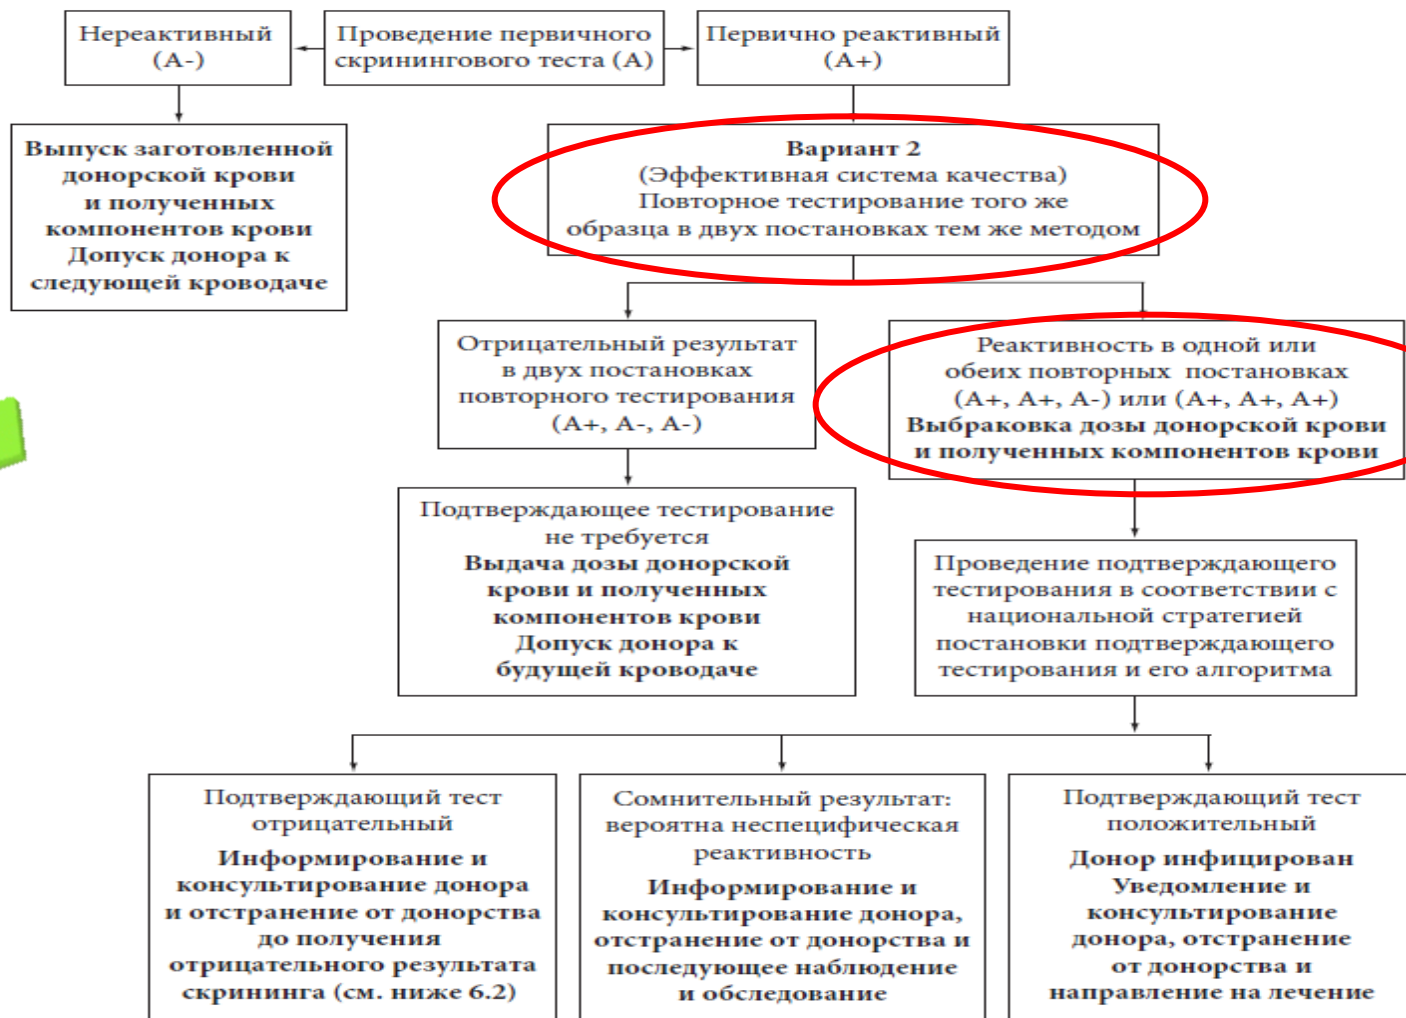 Нереактивный
(А-)
Проведение первичного
скринингового теста (А)
Первично реактивный
(А+)
Выпуск заготовленной
донорской крови
и полученных
компонентов крови
Допуск донора к
следующей кроводаче
Вариант 2
(Эффективная система качества)
Повторное тестирование того же
образца в двух постановках тем же методом
Отрицательный результат
в двух постановках
повторного тестирования
(А+, А-, А-)
Реактивность в одной или
обеих повторных постановках
(А+, А+, А-) или (А+, А+, А+)
Выбраковка дозы донорской крови
и полученных компонентов крови
Подтверждающее тестирование
не требуется
Выдача дозы донорской
крови и полученных
компонентов крови
Допуск донора к
будущей кроводаче
Проведение подтверждающего
тестирования в соответствии с
национальной стратегией
постановки подтверждающего
тестирования и его алгоритма
Подтверждающий тест
отрицательный
Информирование и
консультирование донора
и отстранение от донорства
до получения
отрицательного результата
скрининга (см. ниже 6.2)
Сомнительный результат:
вероятна неспецифическая
реактивность
Информирование и
консультирование донора,
отстранение от донорства и
последующее наблюдение
и обследование
Подтверждающий тест
положительный
Донор инфицирован
Уведомление и
консультирование
донора, отстранение
от донорства и
направление на лечение